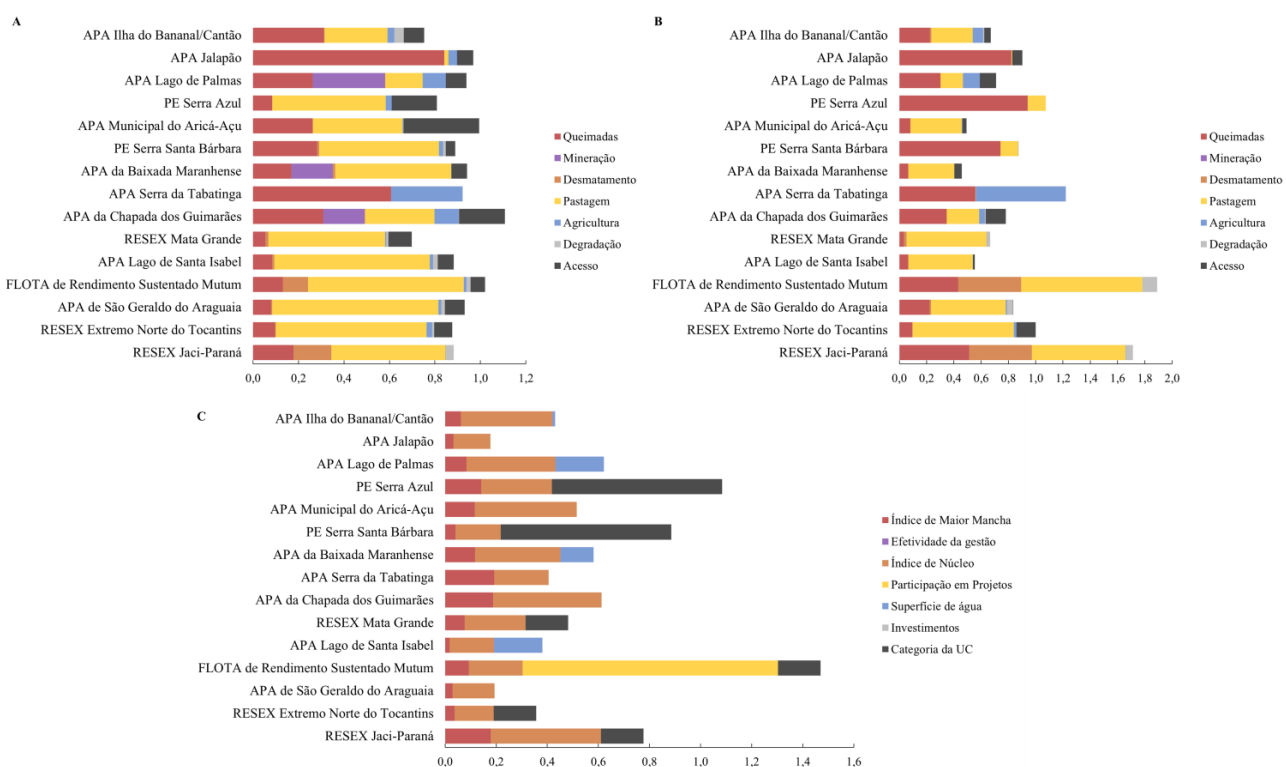 A
APA Ilha do Bananal/Cantão
APA Jalapão
APA Lago de Palmas
PE Serra Azul
APA Municipal do Aricá-Açu
PE Serra Santa Bárbara
APA da Baixada Maranhense
APA Serra da Tabatinga
APA da Chapada dos Guimarães
RESEX Mata Grande
APA Lago de Santa Isabel
FLOTA de Rendimento Sustentado Mutum
APA de São Geraldo do Araguaia
RESEX Extremo Norte do Tocantins
RESEX Jaci-Paraná
0,0 0,2 0,4 0,6 0,8 1,0 1,2
Queimadas
Mineração
Desmatamento
Pastagem
Agricultura
Degradação
Acesso
B
APA Ilha do Bananal/Cantão
APA Jalapão
APA Lago de Palmas
PE Serra Azul
APA Municipal do Aricá-Açu
PE Serra Santa Bárbara
APA da Baixada Maranhense
APA Serra da Tabatinga
APA da Chapada dos Guimarães
RESEX Mata Grande
APA Lago de Santa Isabel
FLOTA de Rendimento Sustentado Mutum
APA de São Geraldo do Araguaia
RESEX Extremo Norte do Tocantins
RESEX Jaci-Paraná
0,0 0,2 0,4 0,6 0,8 1,0 1,2 1,4 1,6 1,8 2,0
Queimadas
Mineração
Desmatamento
Pastagem
Agricultura
Degradação
Acesso
C
APA Ilha do Bananal/Cantão
APA Jalapão
APA Lago de Palmas
PE Serra Azul
APA Municipal do Aricá-Açu
PE Serra Santa Bárbara
APA da Baixada Maranhense
APA Serra da Tabatinga
APA da Chapada dos Guimarães
RESEX Mata Grande
APA Lago de Santa Isabel
FLOTA de Rendimento Sustentado Mutum
APA de São Geraldo do Araguaia
RESEX Extremo Norte do Tocantins
RESEX Jaci-Paraná
0,0 0,2 0,4 0,6 0,8 1,0 1,2 1,4 1,6
Índice de Maior Mancha
Efetividade da gestão
Índice de Núcleo
Participação em Projetos
Superfície de água
Investimentos
Categoria da UC